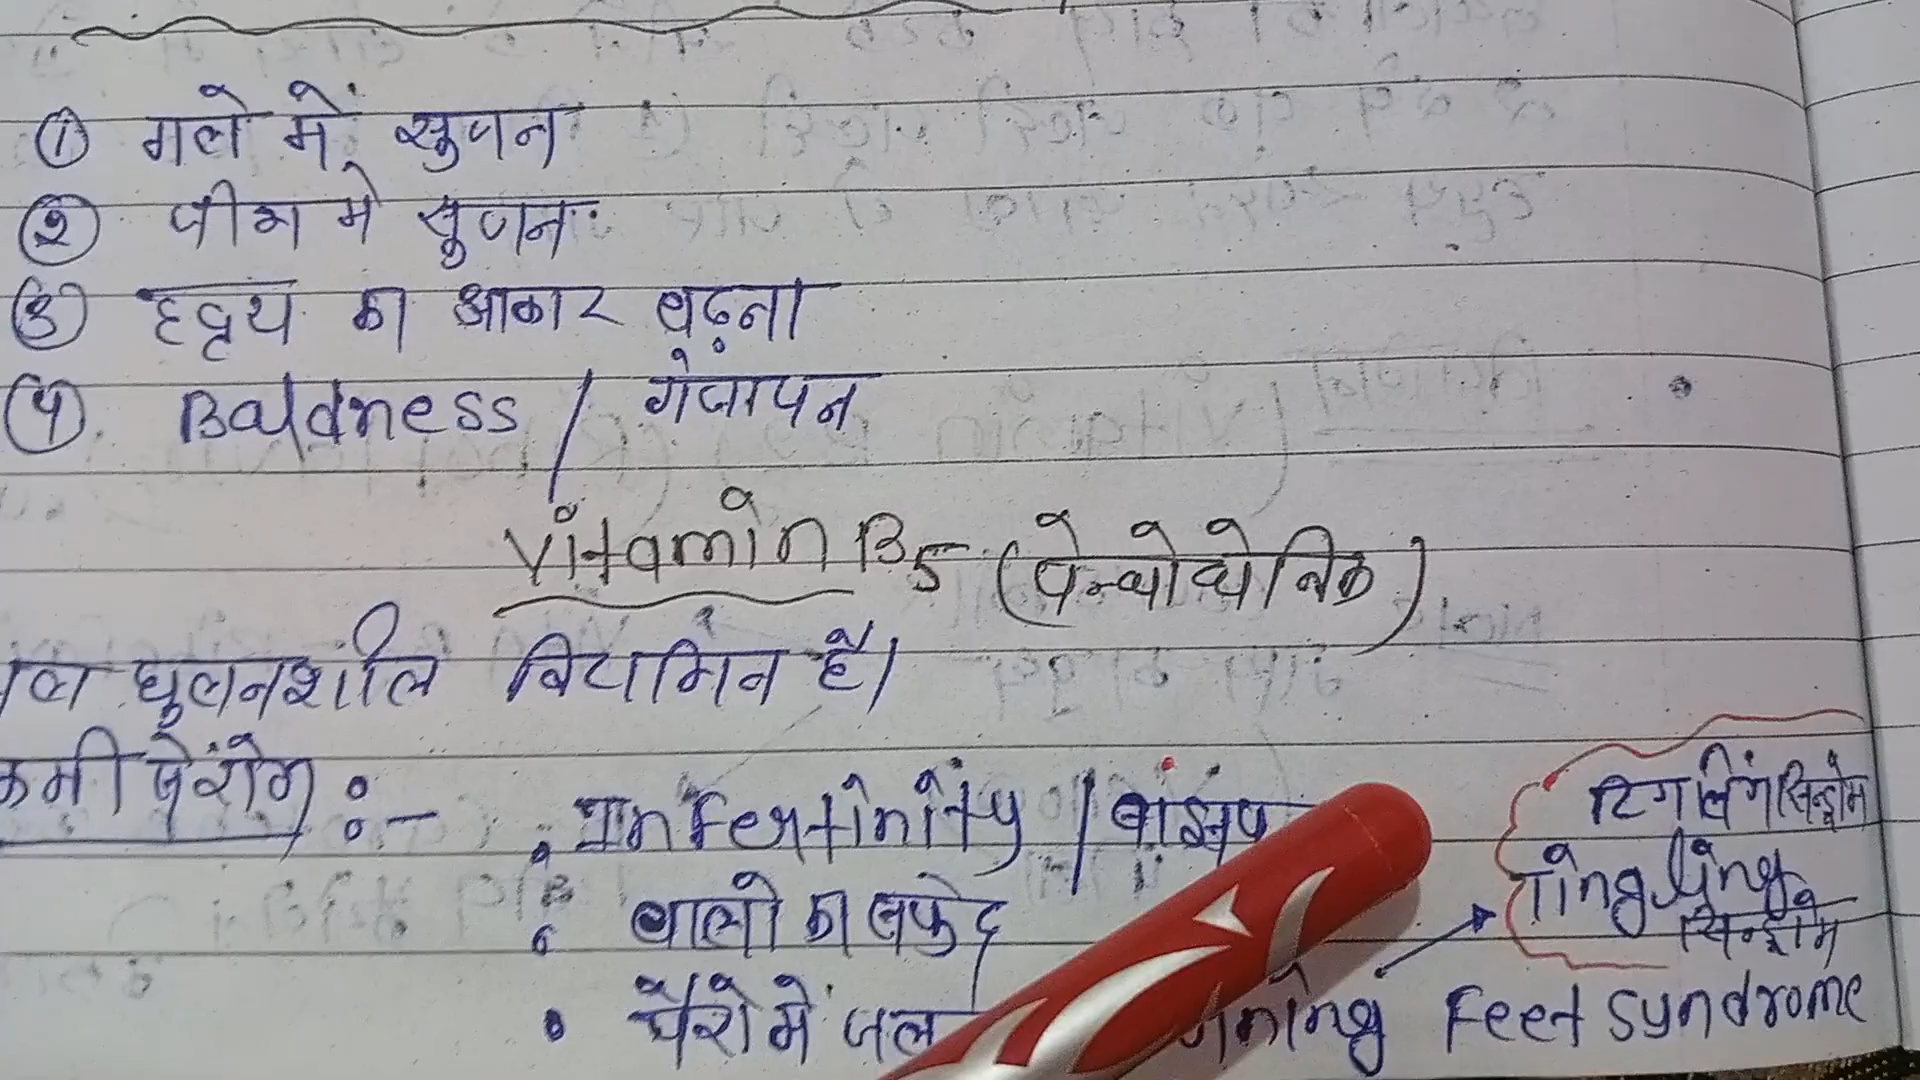 ① गले में सुजन
② जीभ मे सुजन
③ हृदय का आकार बढ़ना
④ Baldness / गंजापन
Vitamin B5 (पेन्थोथेनिक)
घुलनशील विटामिन है।
कमी से रोग :- Infertinity / बांझप
टिगलिंग सिन्ड्रोम
बालो का सफेद
Tingling सिन्ड्रोम
पैरो में जल
Feet syndrome